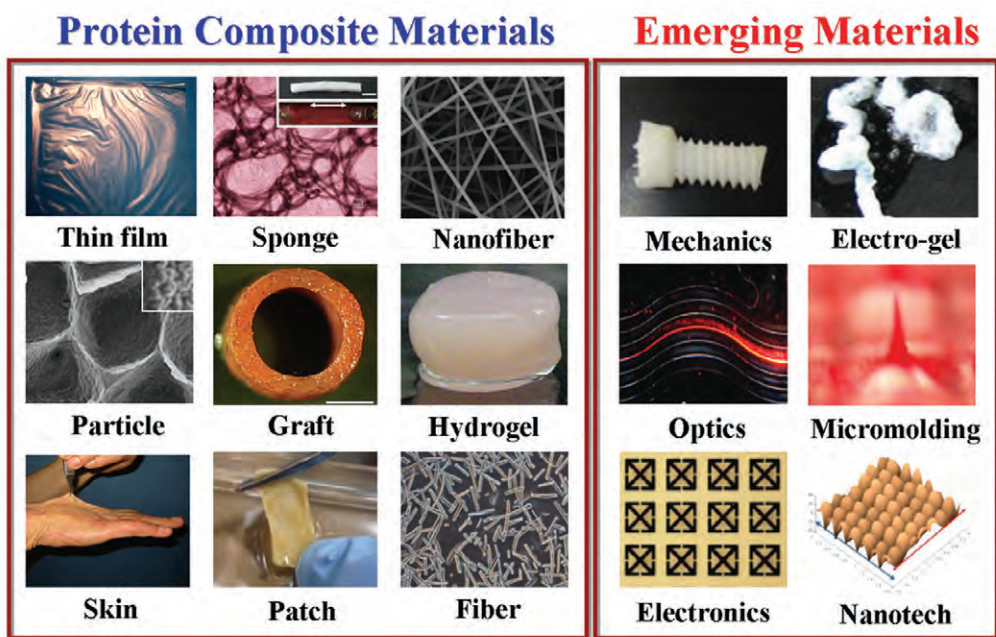 Protein Composite Materials
Emerging Materials
Thin film
Sponge
Nanofiber
Mechanics
Electro-gel
Particle
Graft
Hydrogel
Optics
Micromolding
Skin
Patch
Fiber
Electronics
Nanotech